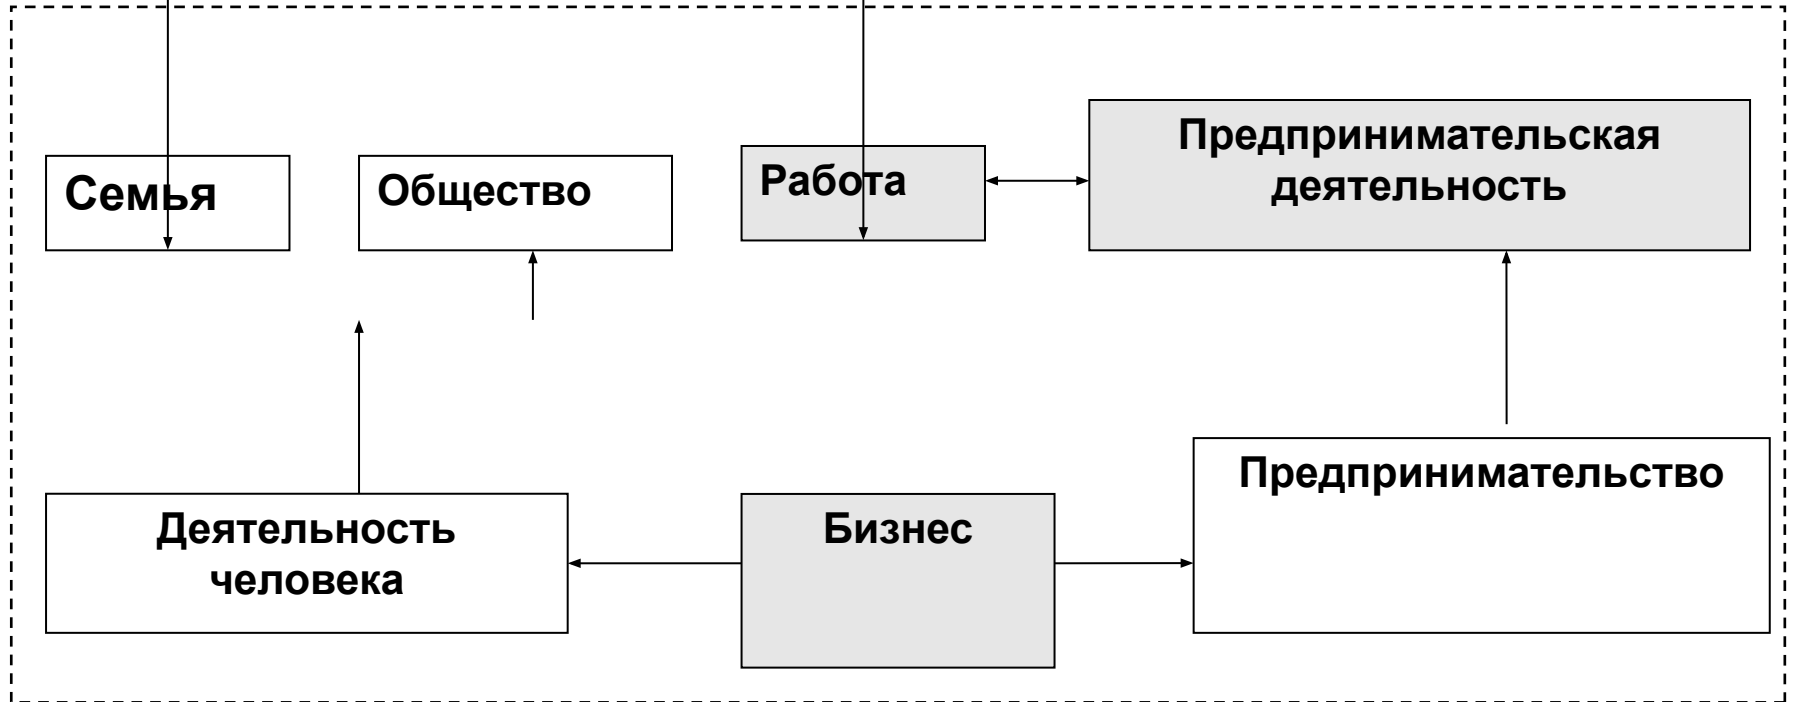 Семья
Общество
Работа
Предпринимательская
деятельность
Деятельность
человека
Бизнес
Предпринимательство